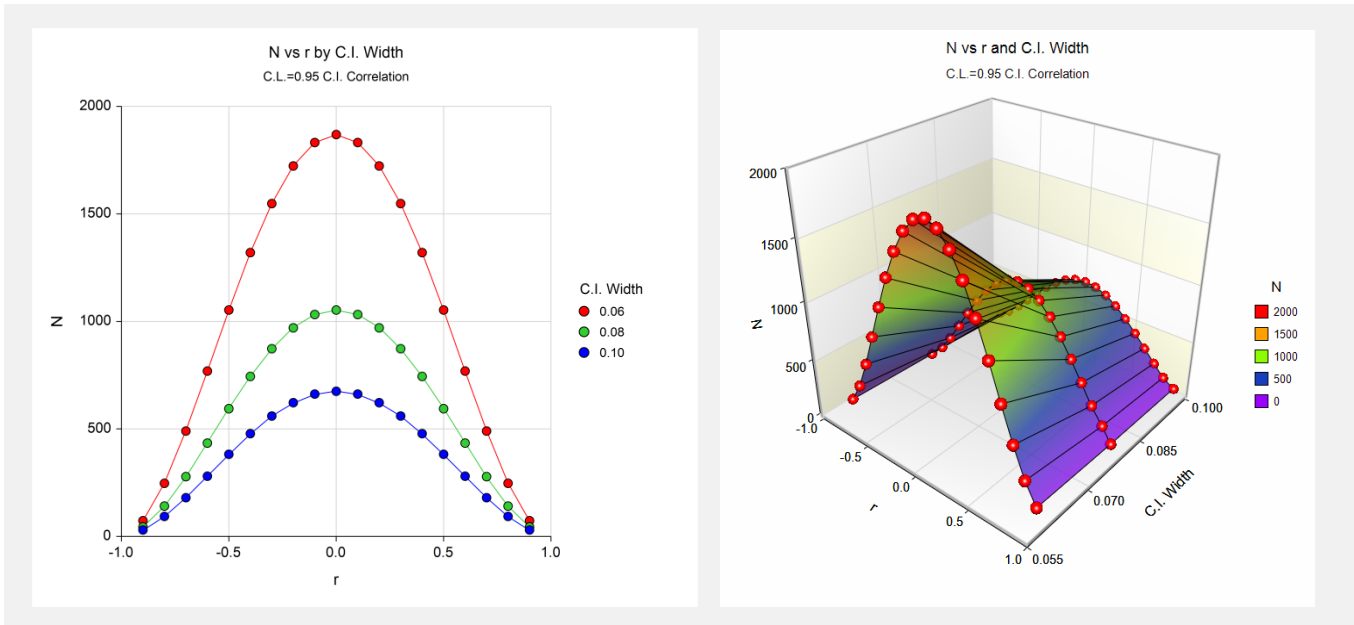 N vs r by C.I. Width
C.L.=0.95 C.I. Correlation
2000
1500
1000
500
0
N
-1.0 -0.5 0.0 0.5 1.0
r
C.I. Width
0.06
0.08
0.10
N vs r and C.I. Width
C.L.=0.95 C.I. Correlation
2000
1500
1000
500
0
N
-1.0
-0.5
0.0
0.5
1.0
r
0.055
0.070
0.085
0.100
C.I. Width
N
2000
1500
1000
500
0